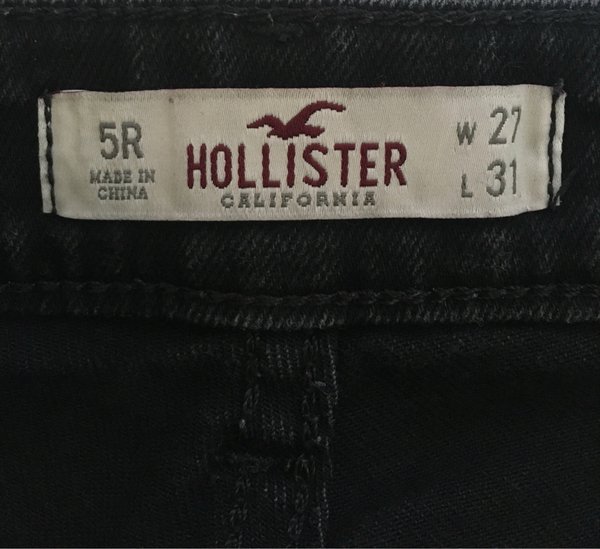 5R
MADE IN
CHINA
HOLLISTER
CALIFORNIA
W 27
L 31